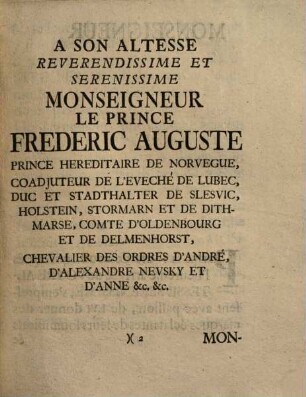 A SON ALTESSE
REVERENDISSIME ET
SERENISSIME
MONSEIGNEUR
LE PRINCE
FREDERIC AUGUSTE
PRINCE HEREDITAIRE DE NORVEGUE,
COADJUTEUR DE L'EVECHÉ DE LUBEC,
DUC ET STADTHALTER DE SLESVIC,
HOLSTEIN, STORMARN ET DE DITH-
MARSE, COMTE D'OLDENBOURG
ET DE DELMENHORST,
CHEVALIER DES ORDRES D'ANDRÉ,
D'ALEXANDRE NEVSKY ET
D'ANNE &c. &c.
)( 2 MON-